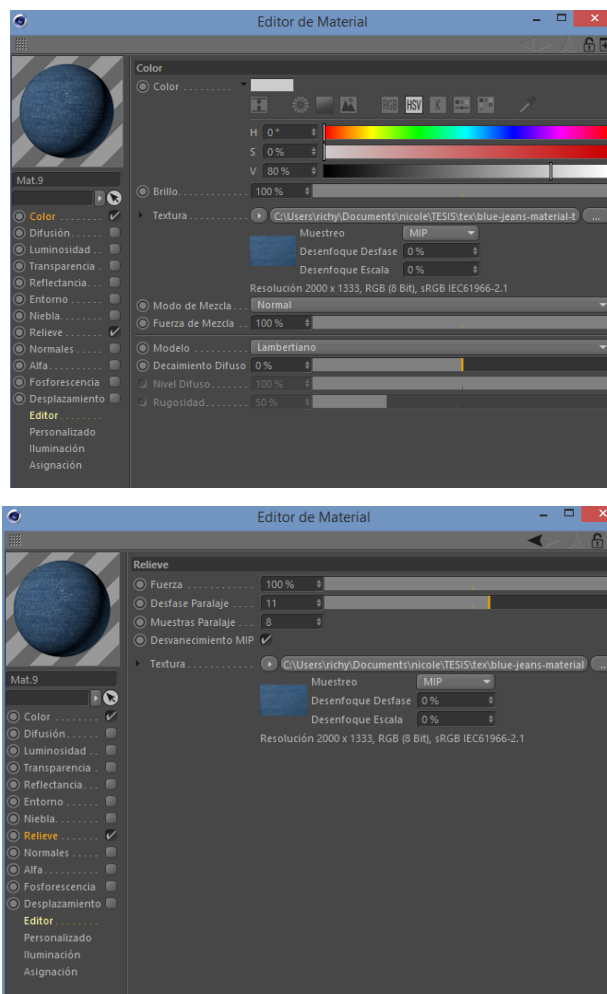 Editor de Material
Color
Color
RGB HSV K
H 0 °
S 0 %
V 80 %
Mat.9
Brillo 100 %
Textura C:\Users\richy\Documents\nicole\TESIS\tex\blue-jeans-material-t ...
Muestreo MIP
Desenfoque Desfase 0 %
Desenfoque Escala 0 %
Resolución 2000 x 1333, RGB (8 Bit), sRGB IEC61966-2.1
Modo de Mezcla Normal
Fuerza de Mezcla 100 %
Modelo Lambertiano
Decaimiento Difuso 0 %
Nivel Difuso 100 %
Rugosidad 50 %
Color
Difusión
Luminosidad
Transparencia
Reflectancia
Entorno
Niebla
Relieve
Normales
Alfa
Fosforescencia
Desplazamiento
Editor
Personalizado
Iluminación
Asignación
Editor de Material
Relieve
Fuerza 100 %
Desfase Paralaje 11
Muestras Paralaje 8
Desvanecimiento MIP
Textura C:\Users\richy\Documents\nicole\TESIS\tex\blue-jeans-material ...
Muestreo MIP
Desenfoque Desfase 0 %
Desenfoque Escala 0 %
Resolución 2000 x 1333, RGB (8 Bit), sRGB IEC61966-2.1
Mat.9
Color
Difusión
Luminosidad
Transparencia
Reflectancia
Entorno
Niebla
Relieve
Normales
Alfa
Fosforescencia
Desplazamiento
Editor
Personalizado
Iluminación
Asignación